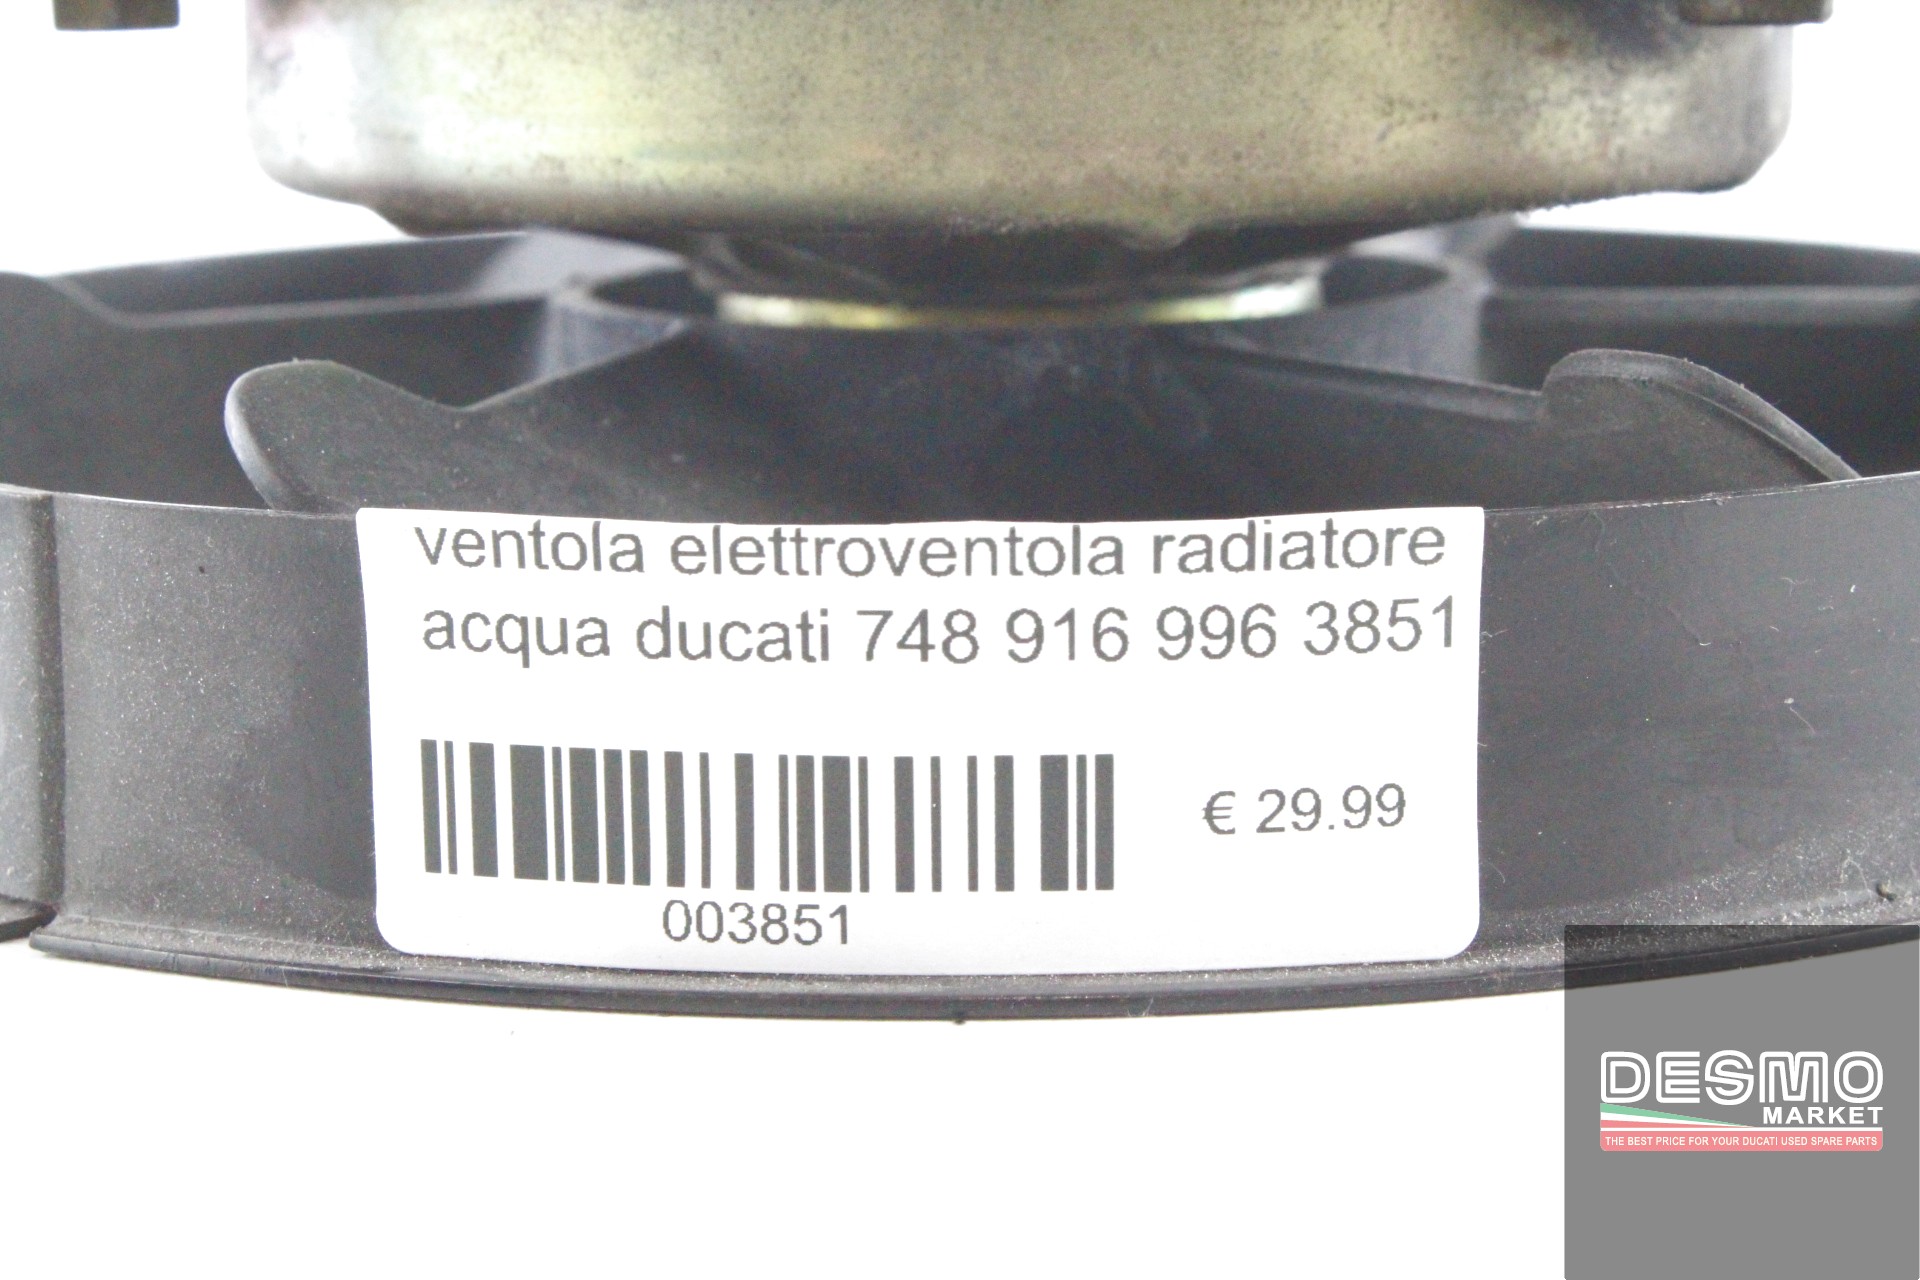 ventola elettroventola radiatore
acqua ducati 748 916 996 3851
€ 29.99
003851
DESMO
MARKET
THE BEST PRICE FOR YOUR DUCATI USED SPARE PARTS